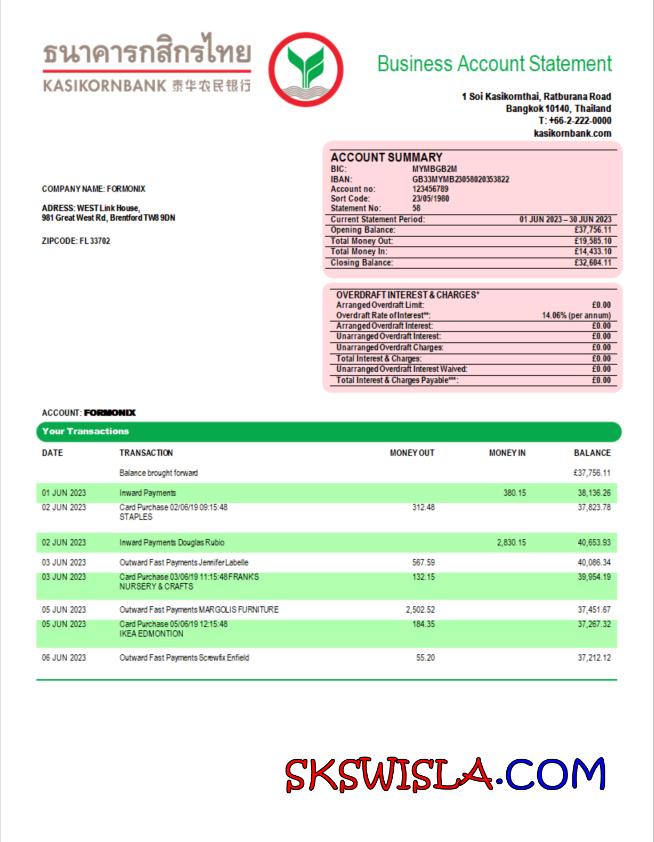 ธนาคารกสิกรไทย
KASIKORNBANK 泰华农民银行
Business Account Statement
1 Soi Kasikornthai, Ratburana Road
Bangkok 10140, Thailand
T: +66-2-222-0000
kasikornbank.com
ACCOUNT SUMMARY
BIC: MYMBGB2M
IBAN: GB33MYMB23058020353822
Account no: 123456789
Sort Code: 23/05/1980
Statement No: 58
Current Statement Period: 01 JUN 2023 – 30 JUN 2023
Opening Balance: £37,756.11
Total Money Out: £19,585.10
Total Money In: £14,433.10
Closing Balance: £32,604.11
COMPANY NAME: FORMONIX
ADRESS: WEST Link House,
981 Great West Rd, Brentford TW8 9DN
ZIPCODE: FL 33702
OVERDRAFT INTEREST & CHARGES*
Arranged Overdraft Limit: £0.00
Overdraft Rate of Interest**: 14.06% (per annum)
Arranged Overdraft Interest: £0.00
Unarranged Overdraft Interest: £0.00
Unarranged Overdraft Charges: £0.00
Total Interest & Charges: £0.00
Unarranged Overdraft Interest Waived: £0.00
Total Interest & Charges Payable***: £0.00
ACCOUNT: FORMONIX
Your Transactions
DATE TRANSACTION MONEY OUT MONEY IN BALANCE
Balance brought forward £37,756.11
01 JUN 2023 Inward Payments 380.15 38,136.26
02 JUN 2023 Card Purchase 02/06/19 09:15:48 312.48 37,823.78
STAPLES
02 JUN 2023 Inward Payments Douglas Rubio 2,830.15 40,653.93
03 JUN 2023 Outward Fast Payments Jennifer Labelle 567.59 40,086.34
03 JUN 2023 Card Purchase 03/06/19 11:15:48 FRANK'S 132.15 39,954.19
NURSERY & CRAFTS
05 JUN 2023 Outward Fast Payments MARGOLIS FURNITURE 2,502.52 37,451.67
05 JUN 2023 Card Purchase 05/06/19 12:15:48 184.35 37,267.32
IKEA EDMONTION
06 JUN 2023 Outward Fast Payments Screwfix Enfield 55.20 37,212.12
SKSWISLA.COM